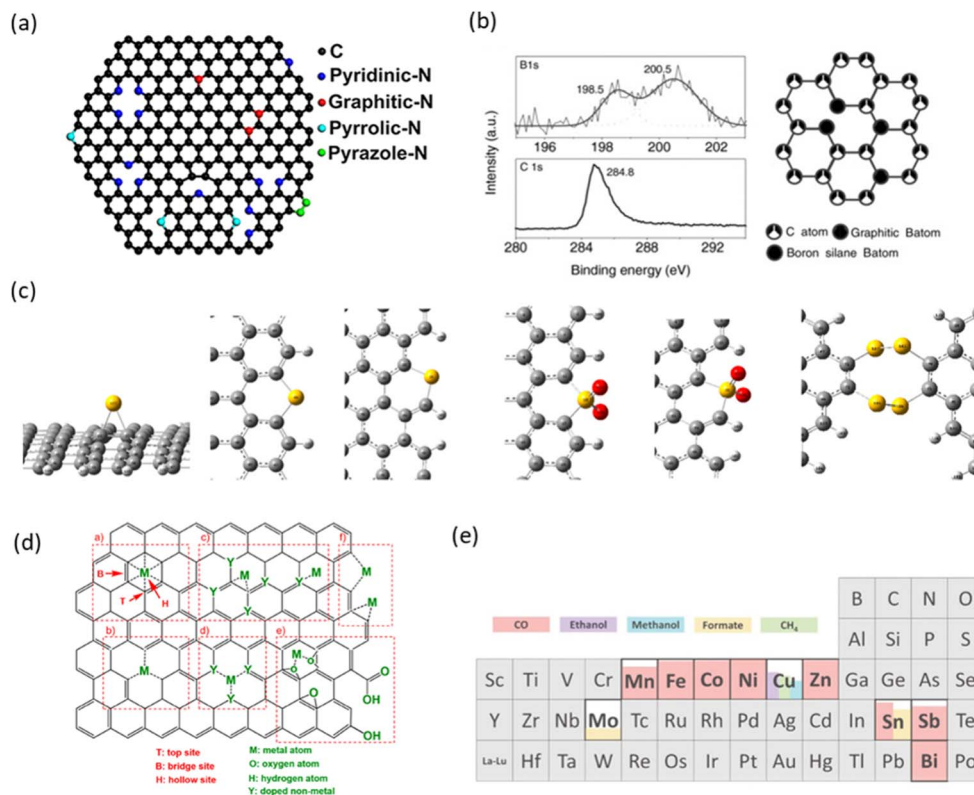 (a)
C
Pyridinic-N
Graphitic-N
Pyrrolic-N
Pyrazole-N
(b)
B1s
198.5
200.5
196 198 200 202
C 1s
284.8
280 284 288 292
Intensity (a.u.)
Binding energy (eV)
C atom Graphitic Batom
Boron silane Batom
(c)
(d)
a) c) f)
B M T H
Y M Y M Y Y
M M
b) d) e)
M
Y Y M Y
M O O O
O OH
OH
T: top site
B: bridge site
H: hollow site
M: metal atom
O: oxygen atom
H: hydrogen atom
Y: doped non-metal
(e)
CO Ethanol Methanol Formate CH₄
B C N O
Al Si P S
Sc Ti V Cr Mn Fe Co Ni Cu Zn Ga Ge As Se
Y Zr Nb Mo Tc Ru Rh Pd Ag Cd In Sn Sb Te
La-Lu Hf Ta W Re Os Ir Pt Au Hg Tl Pb Bi Po